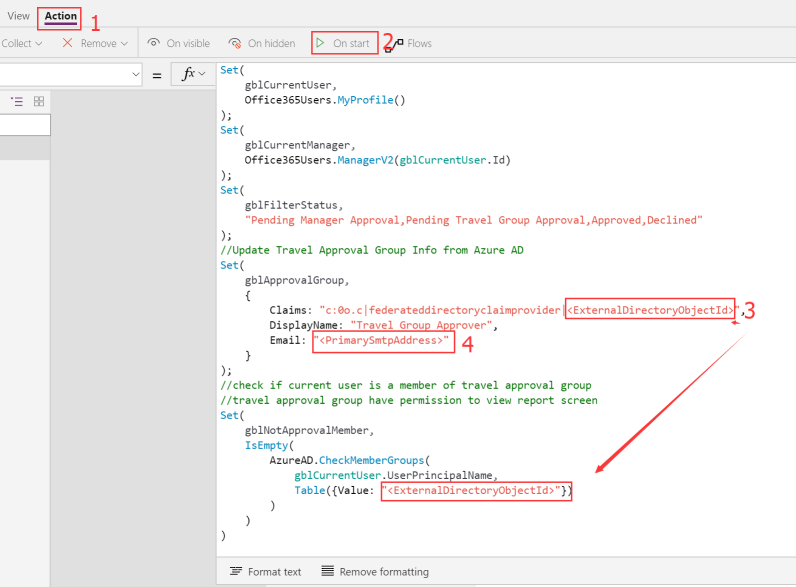 View Action 1
Collect Remove On visible On hidden On start 2 Flows
= fx
Set(
gblCurrentUser,
Office365Users.MyProfile()
);
Set(
gblCurrentManager,
Office365Users.ManagerV2(gblCurrentUser.Id)
);
Set(
gblFilterStatus,
"Pending Manager Approval,Pending Travel Group Approval,Approved,Declined"
);
//Update Travel Approval Group Info from Azure AD
Set(
gblApprovalGroup,
{
Claims: "c:0o.c|federateddirectoryclaimprovider|<ExternalDirectoryObjectId>", 3
DisplayName: "Travel Group Approver",
Email: "<PrimarySmtpAddress>" 4
}
);
//check if current user is a member of travel approval group
//travel approval group have permission to view report screen
Set(
gblNotApprovalMember,
IsEmpty(
AzureAD.CheckMemberGroups(
gblCurrentUser.UserPrincipalName,
Table({Value: "<ExternalDirectoryObjectId>"})
)
)
)
Format text Remove formatting